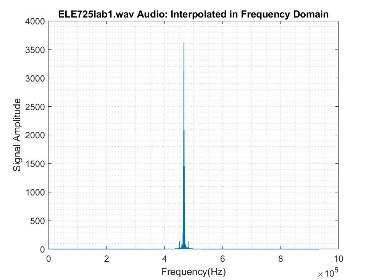 ELE725lab1.wav Audio: Interpolated in Frequency Domain
4000
3500
3000
2500
2000
1500
1000
500
0
Signal Amplitude
0 2 4 6 8 10
Frequency(Hz)
×10^5